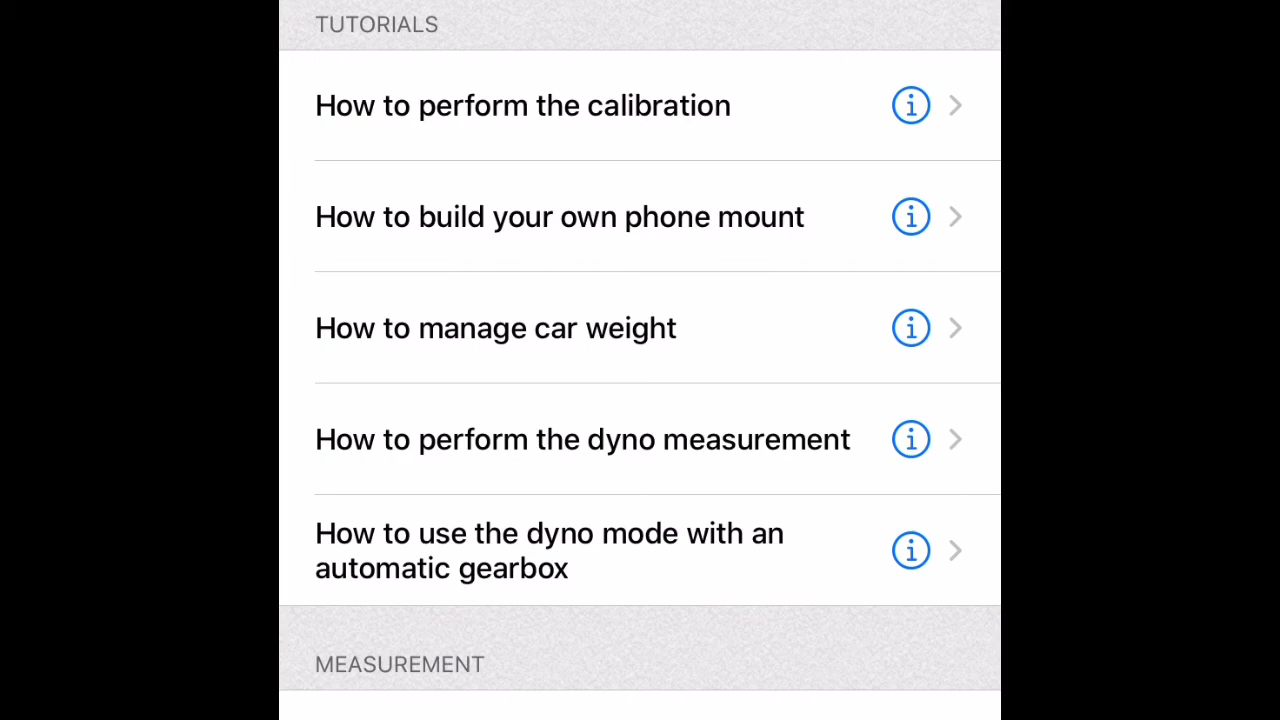 TUTORIALS
How to perform the calibration
How to build your own phone mount
How to manage car weight
How to perform the dyno measurement
How to use the dyno mode with an
automatic gearbox
MEASUREMENT